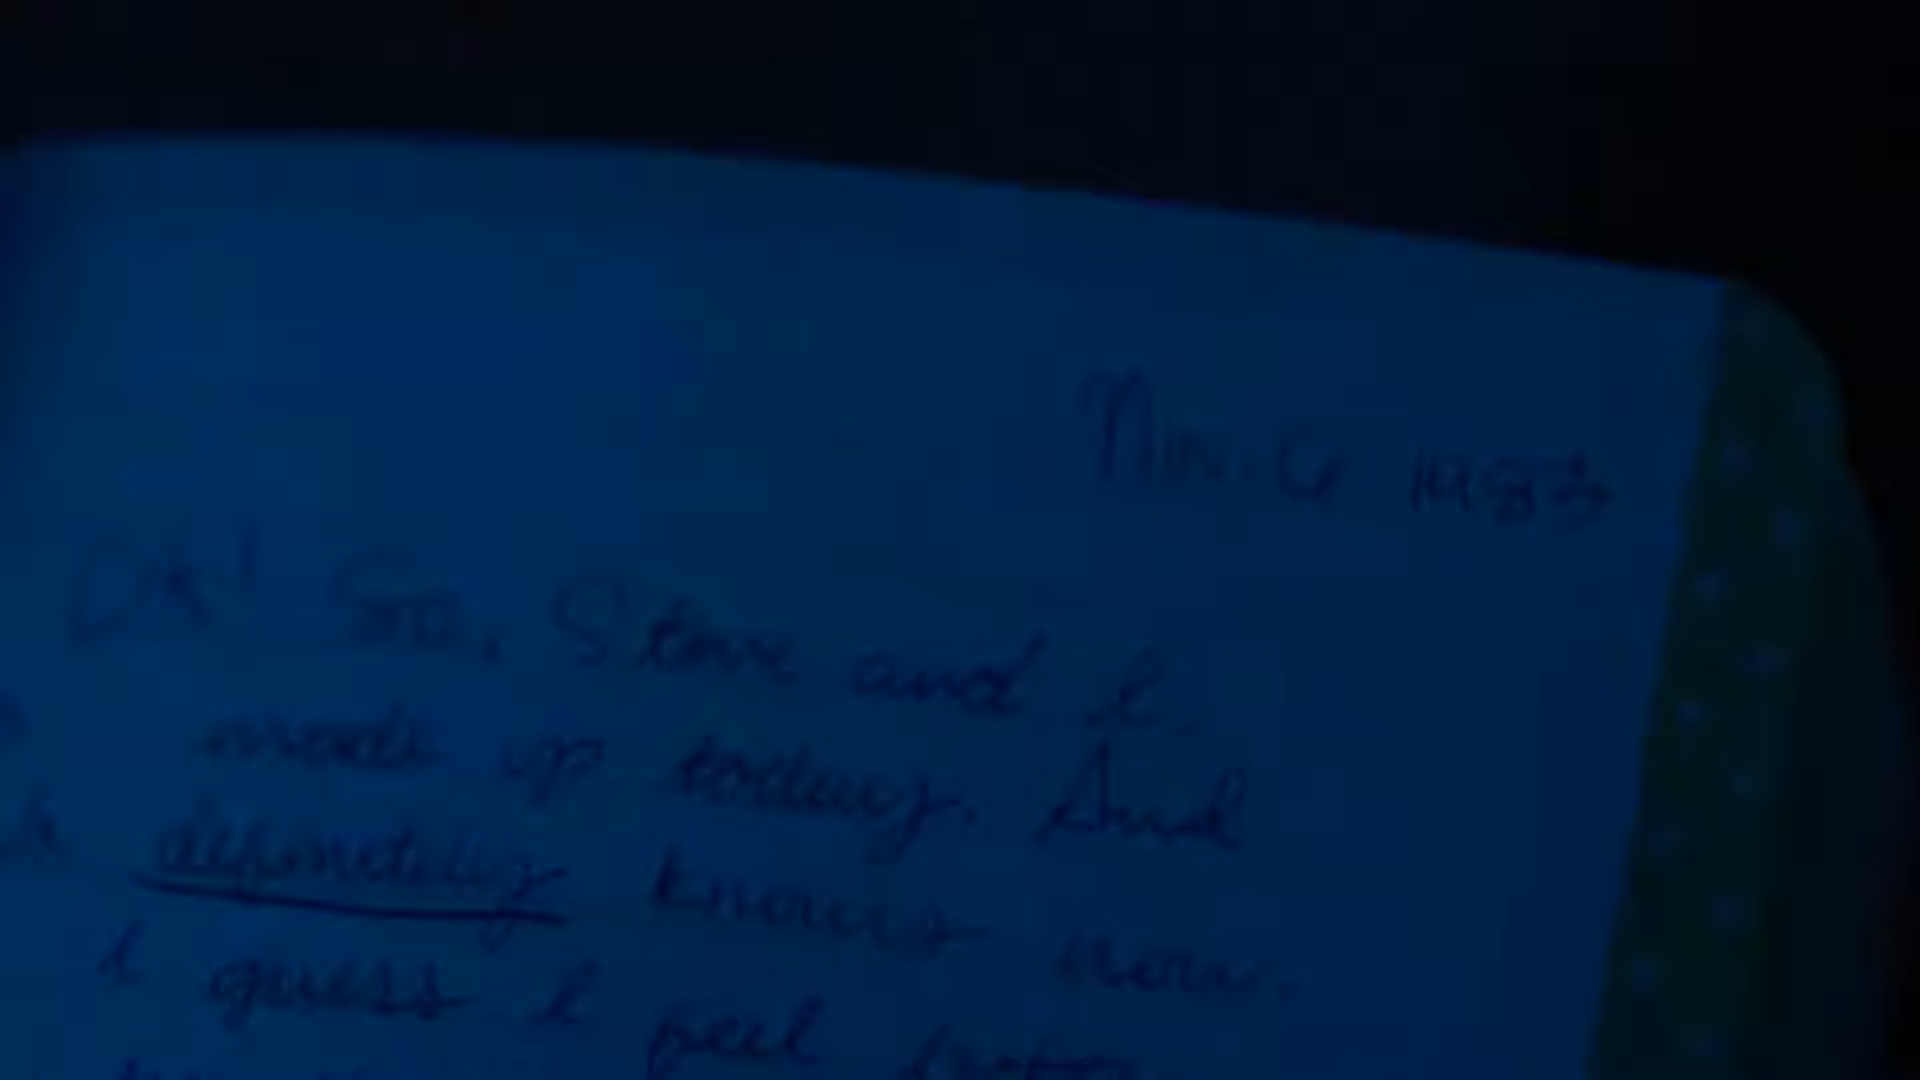 Nov. 6 1983
Ok! So, Steve and I
made up today. And
definitely knows now.
I guess I feel